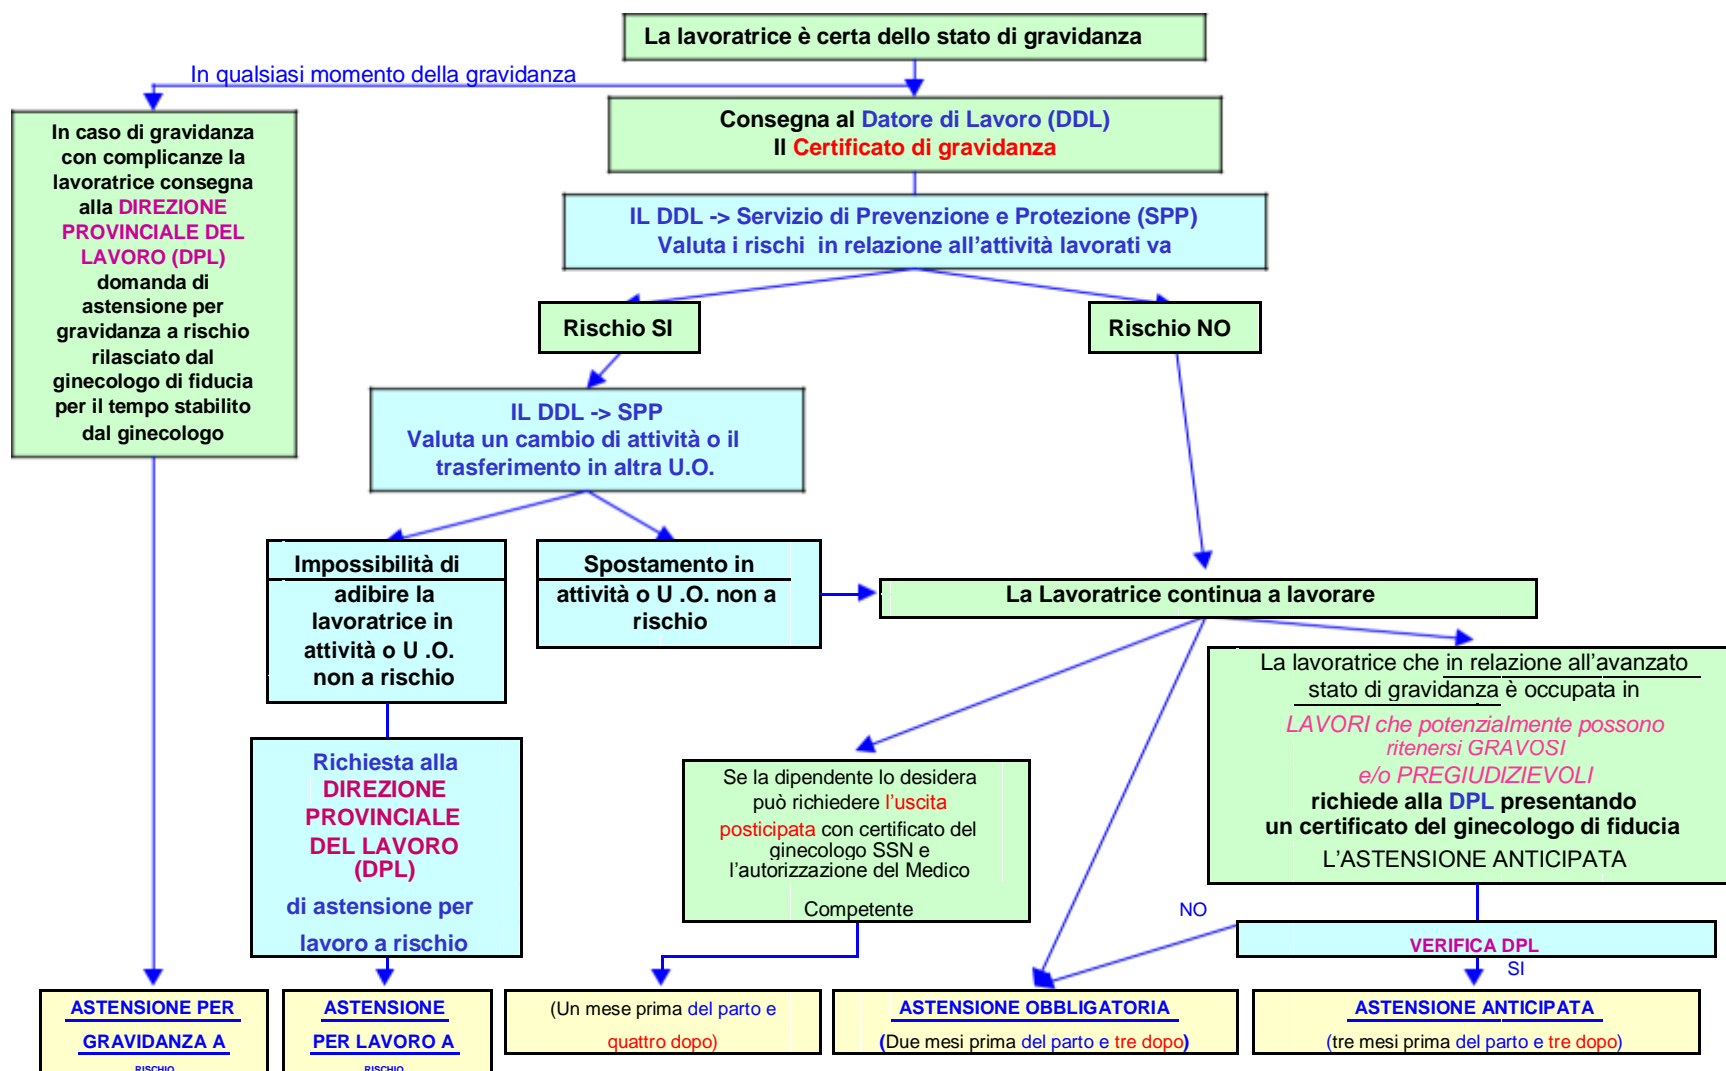 La lavoratrice è certa dello stato di gravidanza
In qualsiasi momento della gravidanza
In caso di gravidanza
con complicanze la
lavoratrice consegna
alla DIREZIONE
PROVINCIALE DEL
LAVORO (DPL)
domanda di
astensione per
gravidanza a rischio
rilasciato dal
ginecologo di fiducia
per il tempo stabilito
dal ginecologo
Consegna al Datore di Lavoro (DDL)
Il Certificato di gravidanza
IL DDL -> Servizio di Prevenzione e Protezione (SPP)
Valuta i rischi in relazione all'attività lavorati va
Rischio SI
Rischio NO
IL DDL -> SPP
Valuta un cambio di attività o il
trasferimento in altra U.O.
Impossibilità di
adibire la
lavoratrice in
attività o U .O.
non a rischio
Spostamento in
attività o U .O. non a
rischio
La Lavoratrice continua a lavorare
Richiesta alla
DIREZIONE
PROVINCIALE
DEL LAVORO
(DPL)
di astensione per
lavoro a rischio
Se la dipendente lo desidera
può richiedere l'uscita
posticipata con certificato del
ginecologo SSN e
l'autorizzazione del Medico
Competente
La lavoratrice che in relazione all'avanzato
stato di gravidanza è occupata in
LAVORI che potenzialmente possono
ritenersi GRAVOSI
e/o PREGIUDIZIEVOLI
richiede alla DPL presentando
un certificato del ginecologo di fiducia
L'ASTENSIONE ANTICIPATA
NO
VERIFICA DPL
SI
ASTENSIONE PER
GRAVIDANZA A
RISCHIO
ASTENSIONE
PER LAVORO A
RISCHIO
(Un mese prima del parto e
quattro dopo)
ASTENSIONE OBBLIGATORIA
(Due mesi prima del parto e tre dopo)
ASTENSIONE ANTICIPATA
(tre mesi prima del parto e tre dopo)